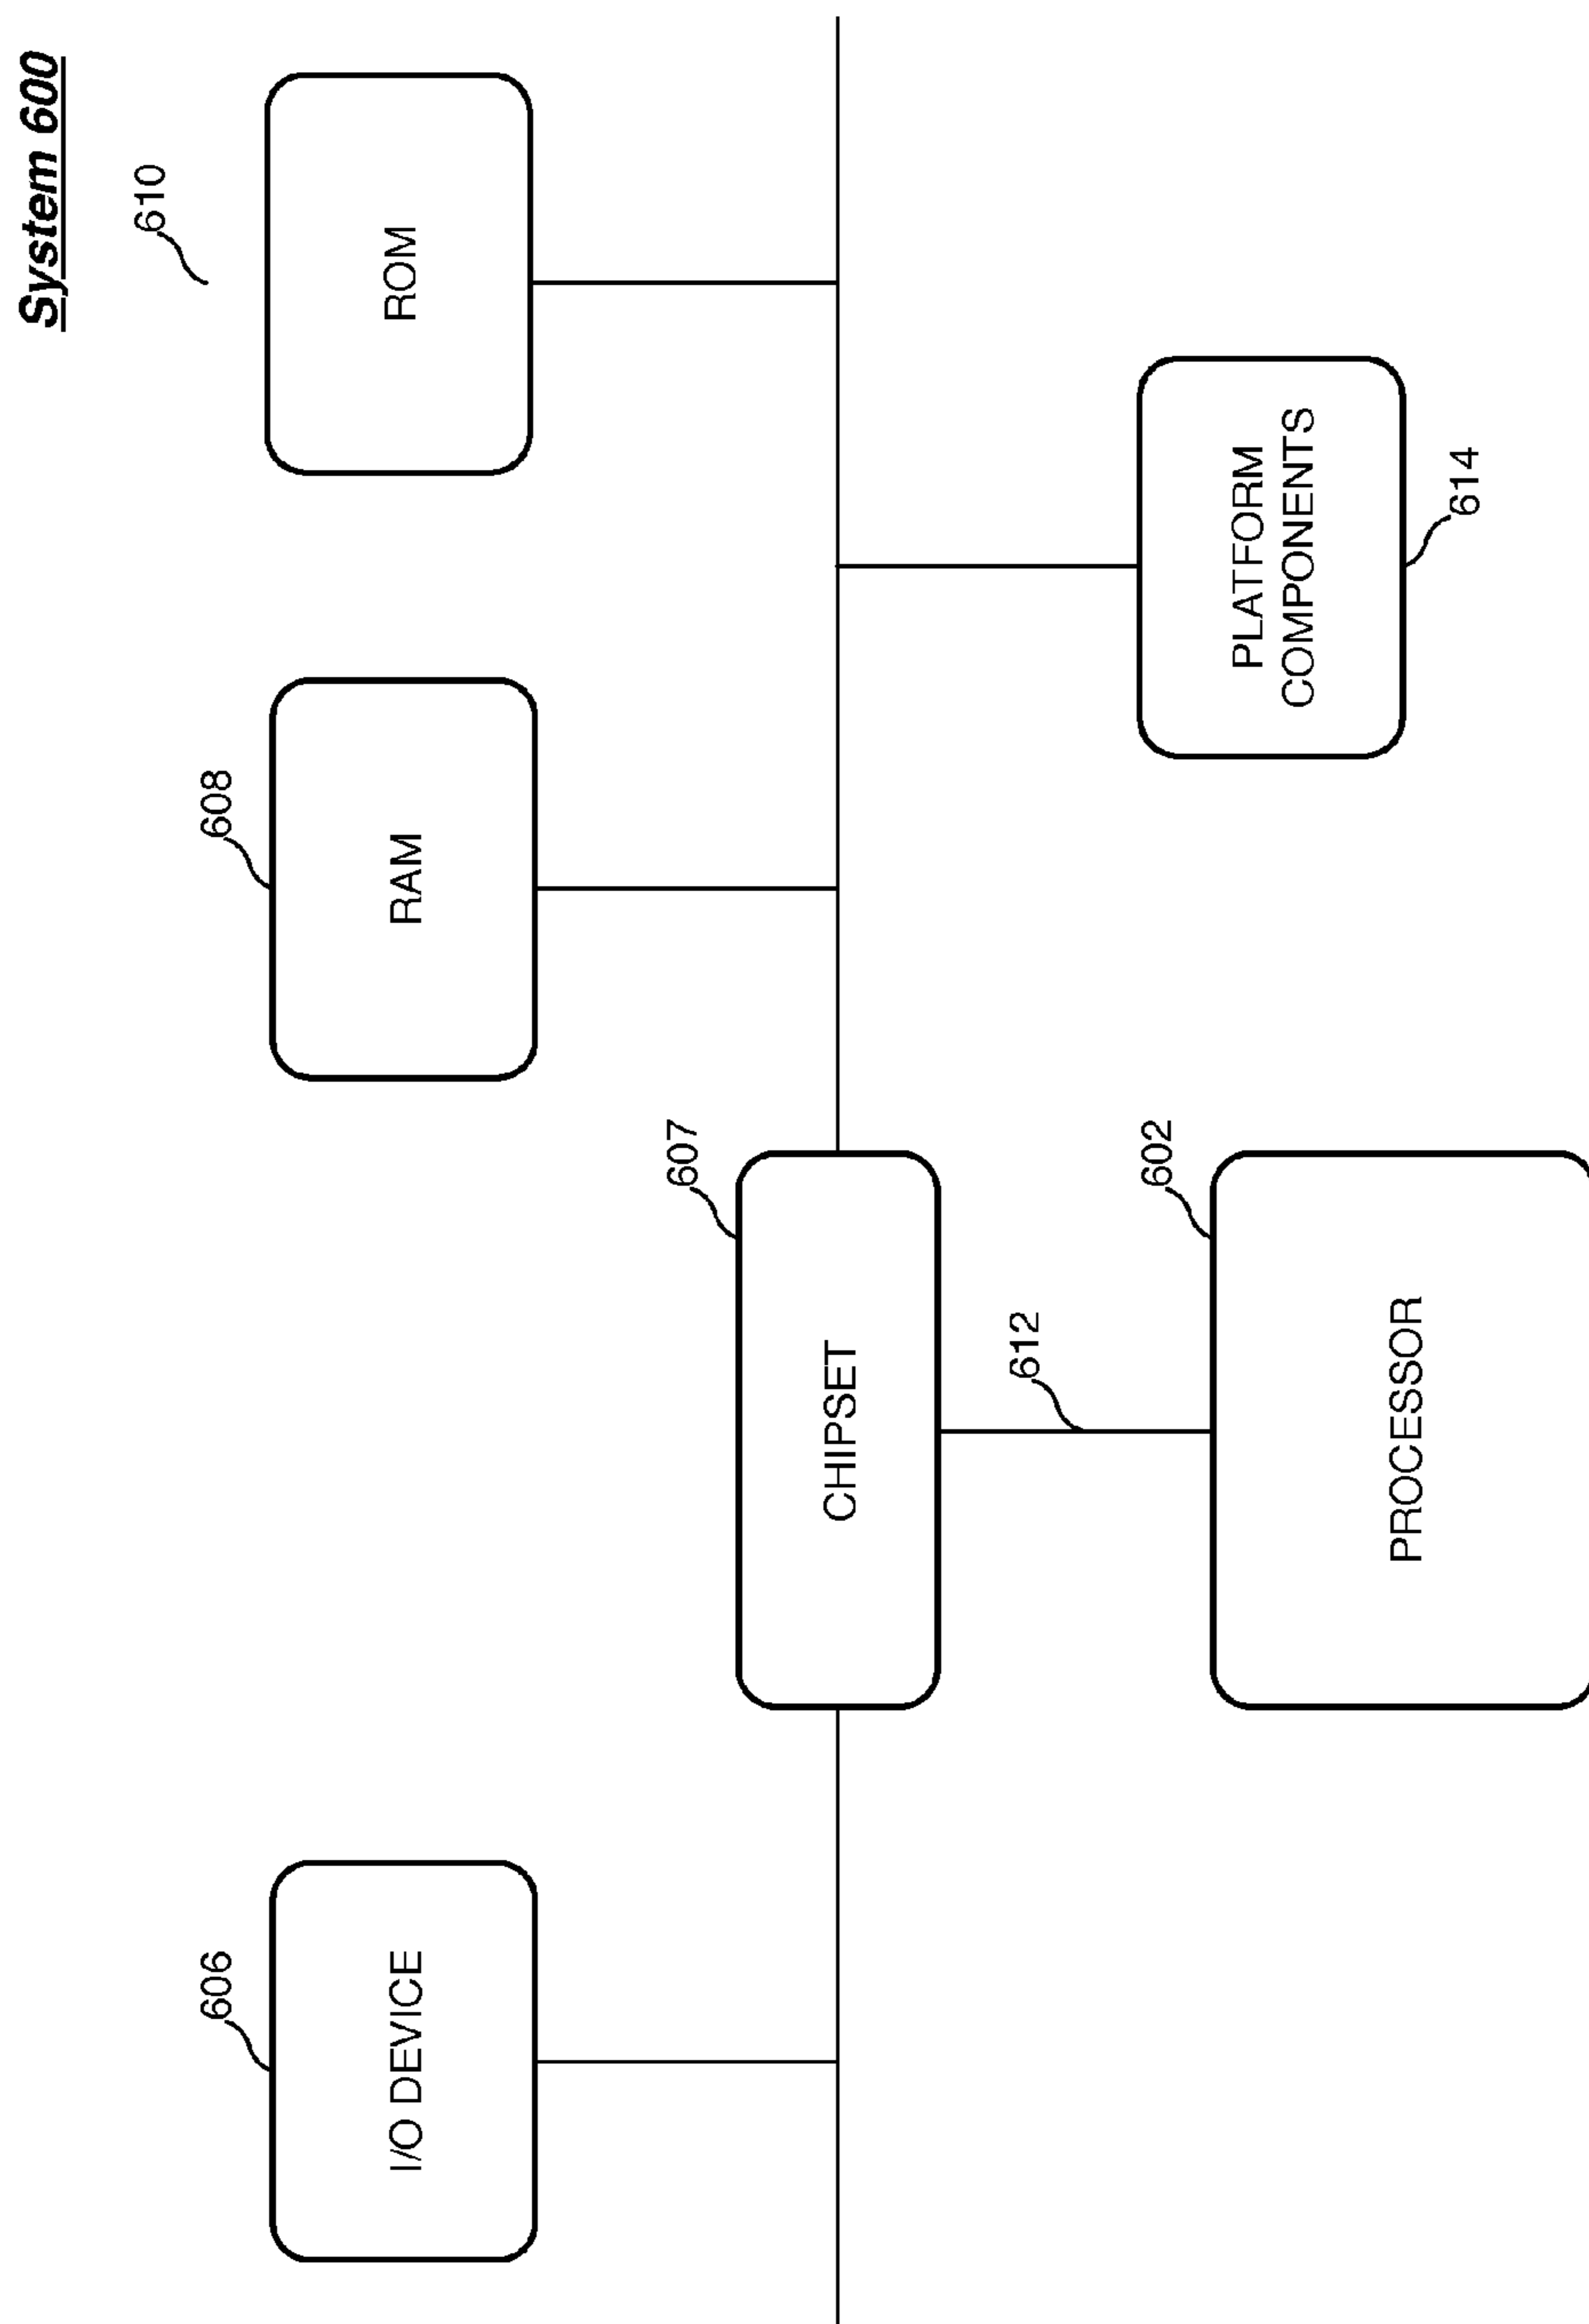 System 600
606
I/O DEVICE
608
RAM
610
ROM
607
CHIPSET
612
602
PROCESSOR
PLATFORM
COMPONENTS
614